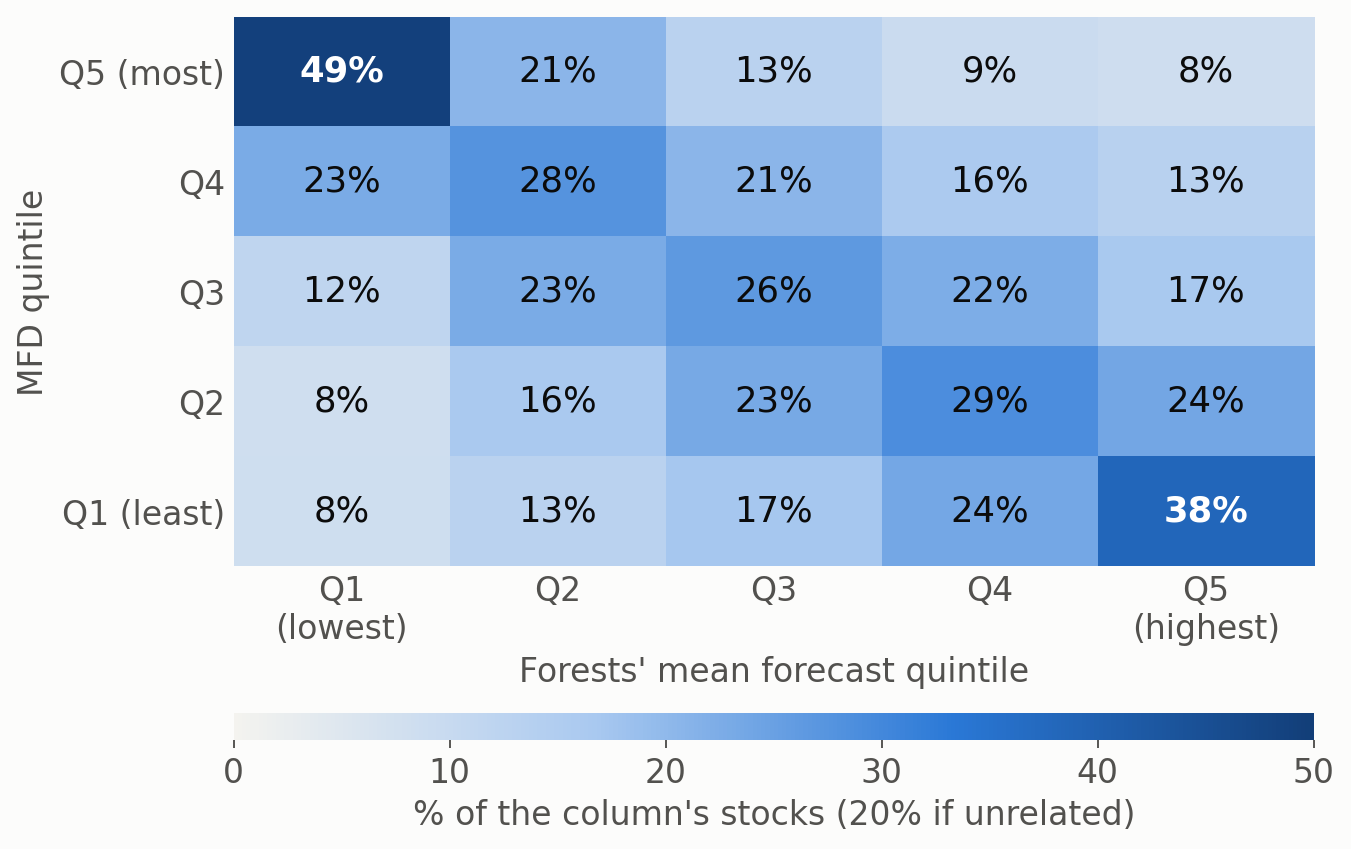 Q5 (most) 49% 21% 13% 9% 8%
Q4 23% 28% 21% 16% 13%
Q3 12% 23% 26% 22% 17%
Q2 8% 16% 23% 29% 24%
Q1 (least) 8% 13% 17% 24% 38%
MFD quintile
Q1 Q2 Q3 Q4 Q5
(lowest) (highest)
Forests' mean forecast quintile
0 10 20 30 40 50
% of the column's stocks (20% if unrelated)